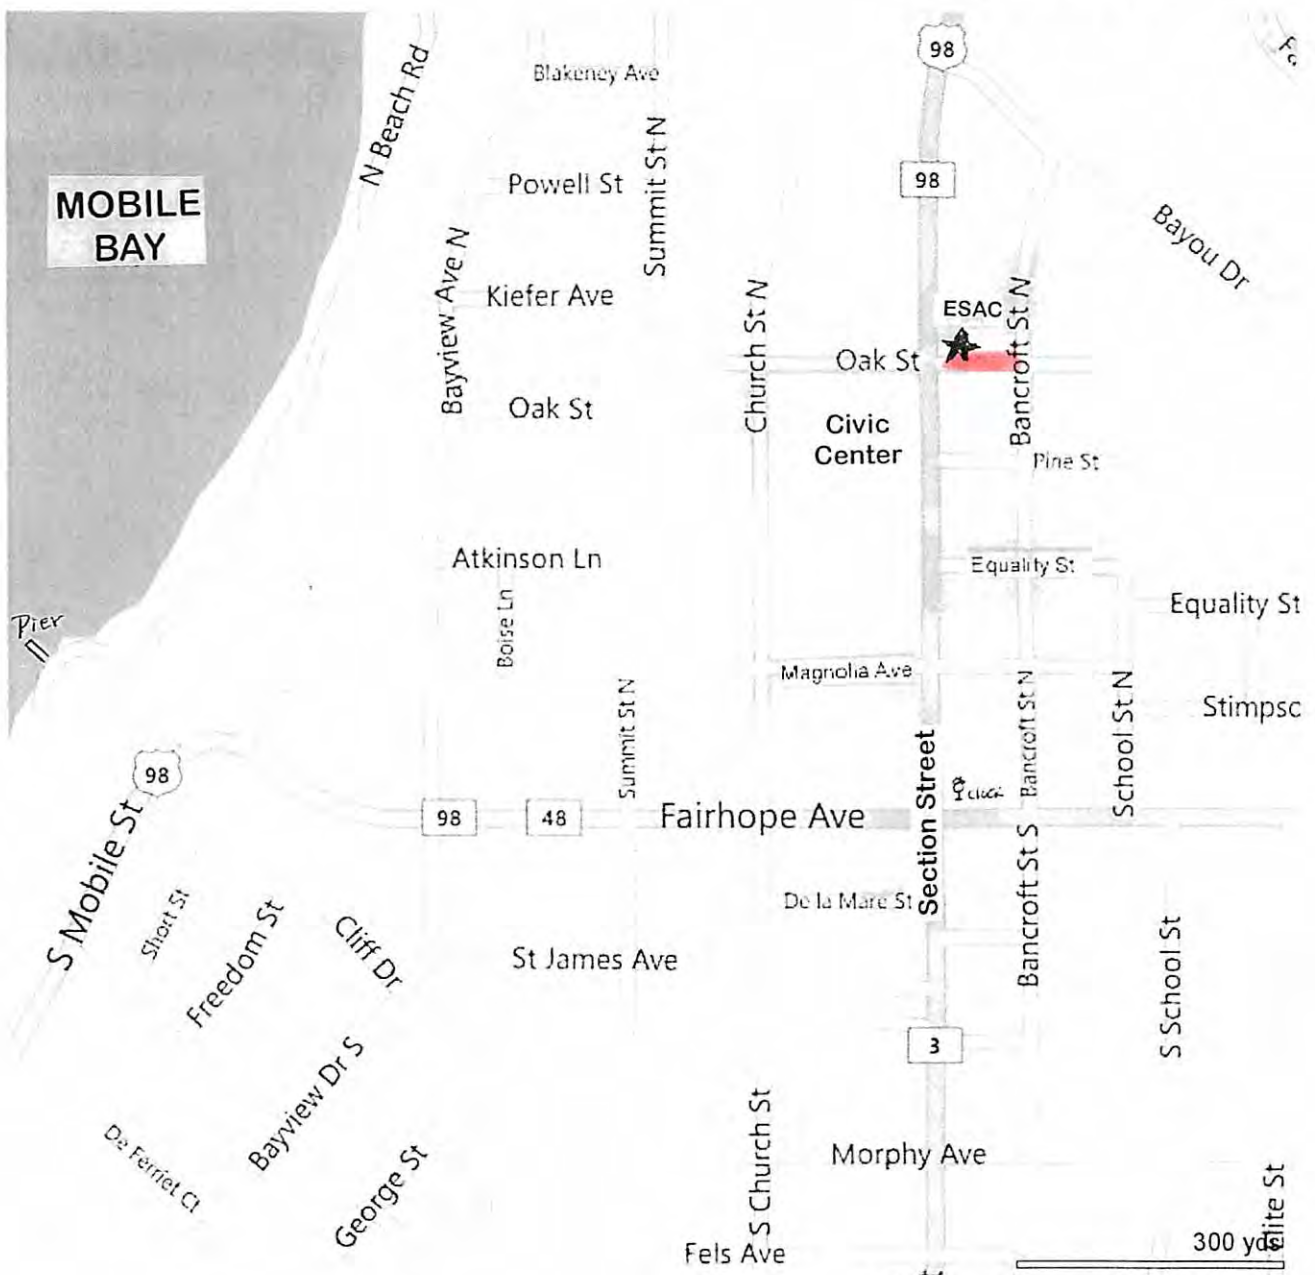 98
Blakeney Ave
N Beach Rd
98
Powell St
Summit St N
MOBILE
BAY
Bayou Dr
Bayview Ave N
Kiefer Ave
Church St N
ESAC
Bancroft St N
Oak St
Oak St
Civic
Center
Pine St
Atkinson Ln
Equality St
Boise Ln
Equality St
Pier
Magnolia Ave
Summit St N
Bancroft St N
School St N
Stimpsc
98
Section Street
clock
98
48
Fairhope Ave
S Mobile St
Short St
Freedom St
Cliff Dr
De la Mare St
Bancroft St S
St James Ave
S School St
3
Bayview Dr S
De Ferriet Ct
George St
S Church St
Morphy Ave
Fels Ave
300 yds